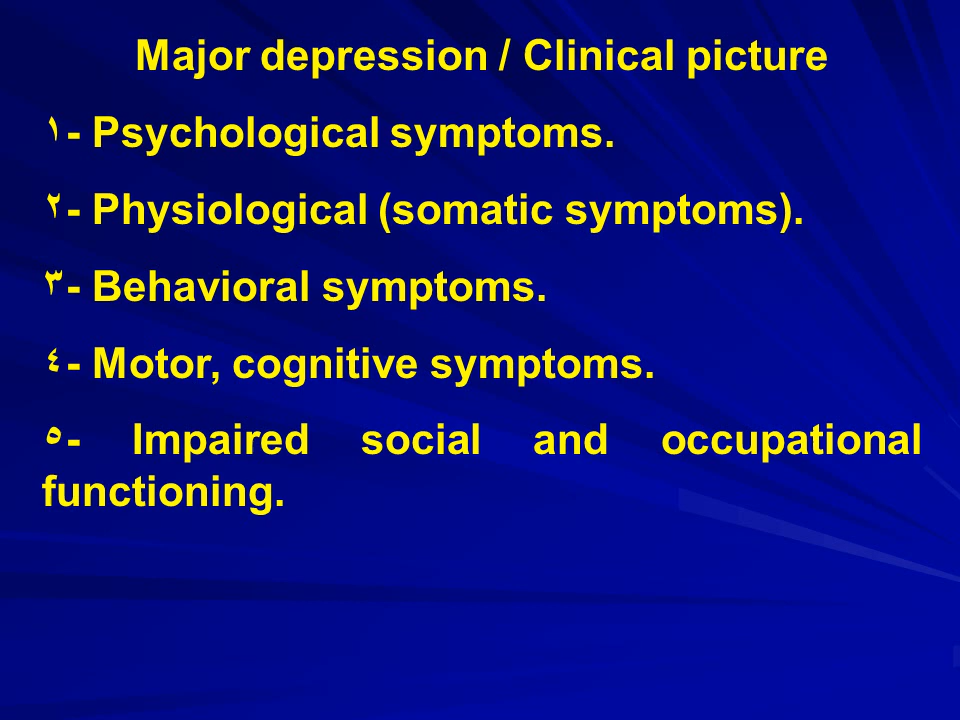 Major depression / Clinical picture
١- Psychological symptoms.
٢- Physiological (somatic symptoms).
٣- Behavioral symptoms.
٤- Motor, cognitive symptoms.
٥- Impaired social and occupational
functioning.